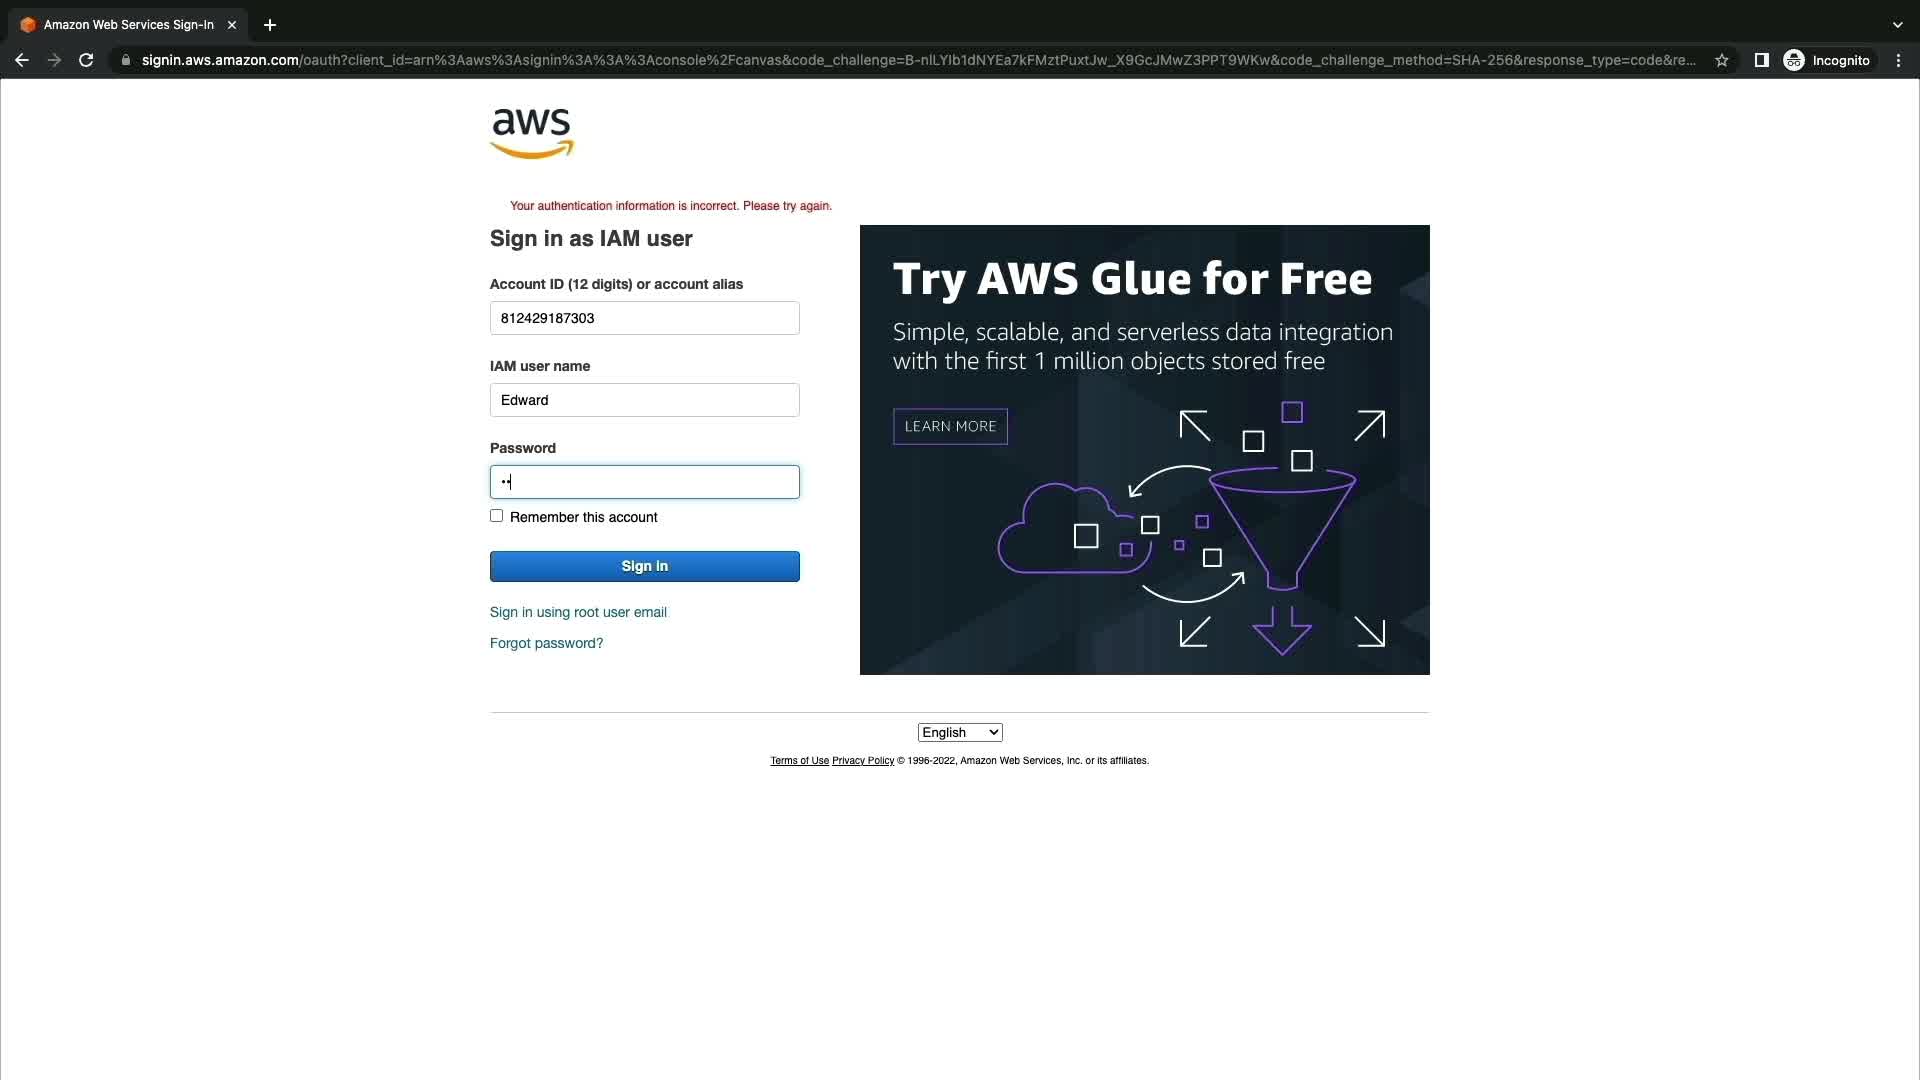 Amazon Web Services Sign-In
signin.aws.amazon.com/oauth?client_id=arn%3Aaws%3Asignin%3A%3A%3Aconsole%2Fcanvas&code_challenge=B-nlLYIb1dNYEa7kFMztPuxtJw_X9GcJMwZ3PPT9WKw&code_challenge_method=SHA-256&response_type=code&re...
Incognito
aws
Your authentication information is incorrect. Please try again.
Sign in as IAM user
Account ID (12 digits) or account alias
812429187303
IAM user name
Edward
Password
Remember this account
Sign in
Sign in using root user email
Forgot password?
Try AWS Glue for Free
Simple, scalable, and serverless data integration
with the first 1 million objects stored free
LEARN MORE
English
Terms of Use Privacy Policy © 1996-2022, Amazon Web Services, Inc. or its affiliates.